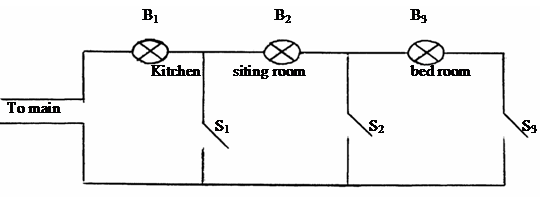 B1 B2 B3
Kitchen siting room bed room
To main
S1 S2 S3